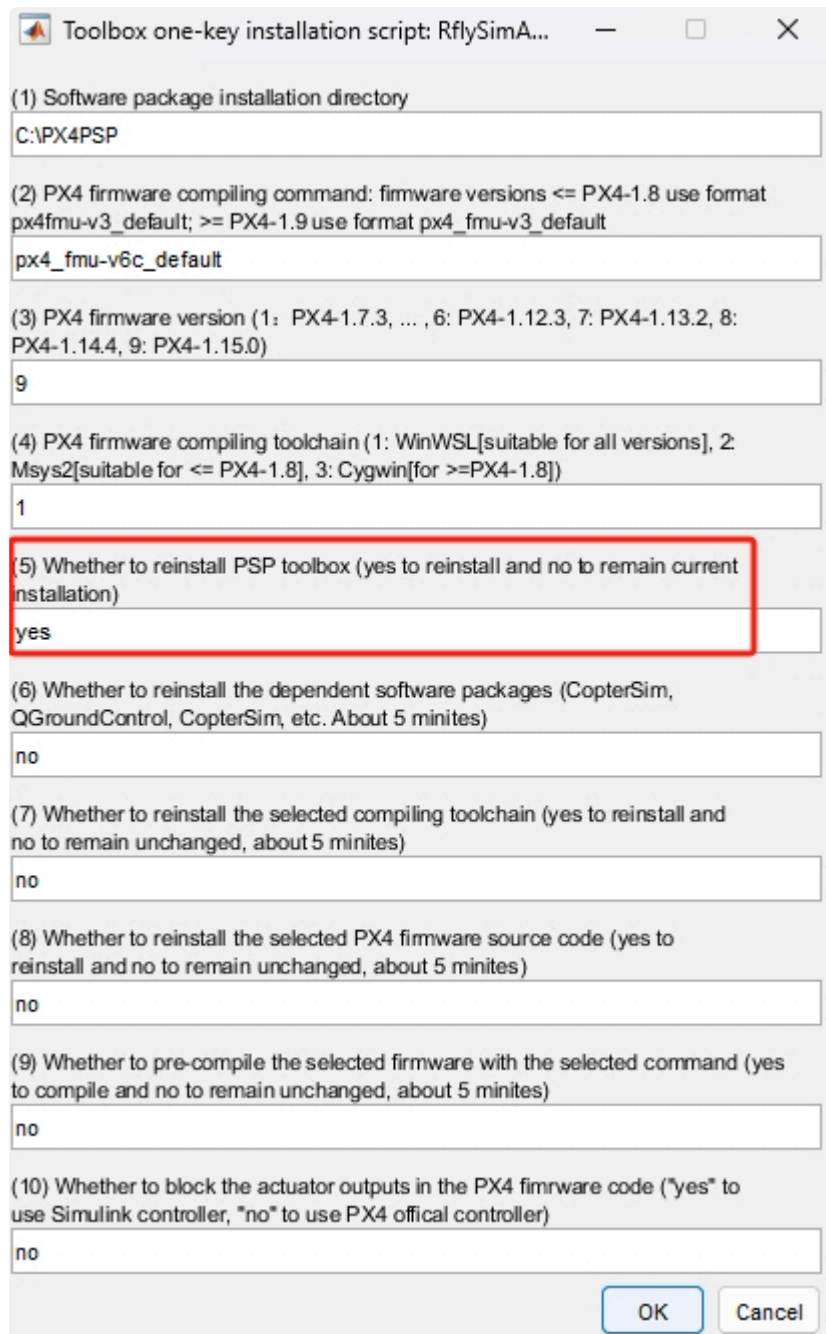 Toolbox one-key installation script: RflySimA...
(1) Software package installation directory
C:\PX4PSP
(2) PX4 firmware compiling command: firmware versions <= PX4-1.8 use format
px4fmu-v3_default; >= PX4-1.9 use format px4_fmu-v3_default
px4_fmu-v6c_default
(3) PX4 firmware version (1：PX4-1.7.3, ... , 6: PX4-1.12.3, 7: PX4-1.13.2, 8:
PX4-1.14.4, 9: PX4-1.15.0)
9
(4) PX4 firmware compiling toolchain (1: WinWSL[suitable for all versions], 2:
Msys2[suitable for <= PX4-1.8], 3: Cygwin[for >=PX4-1.8])
1
(5) Whether to reinstall PSP toolbox (yes to reinstall and no to remain current
installation)
yes
(6) Whether to reinstall the dependent software packages (CopterSim,
QGroundControl, CopterSim, etc. About 5 minites)
no
(7) Whether to reinstall the selected compiling toolchain (yes to reinstall and
no to remain unchanged, about 5 minites)
no
(8) Whether to reinstall the selected PX4 firmware source code (yes to
reinstall and no to remain unchanged, about 5 minites)
no
(9) Whether to pre-compile the selected firmware with the selected command (yes
to compile and no to remain unchanged, about 5 minites)
no
(10) Whether to block the actuator outputs in the PX4 fimrware code ("yes" to
use Simulink controller, "no" to use PX4 offical controller)
no
OK Cancel